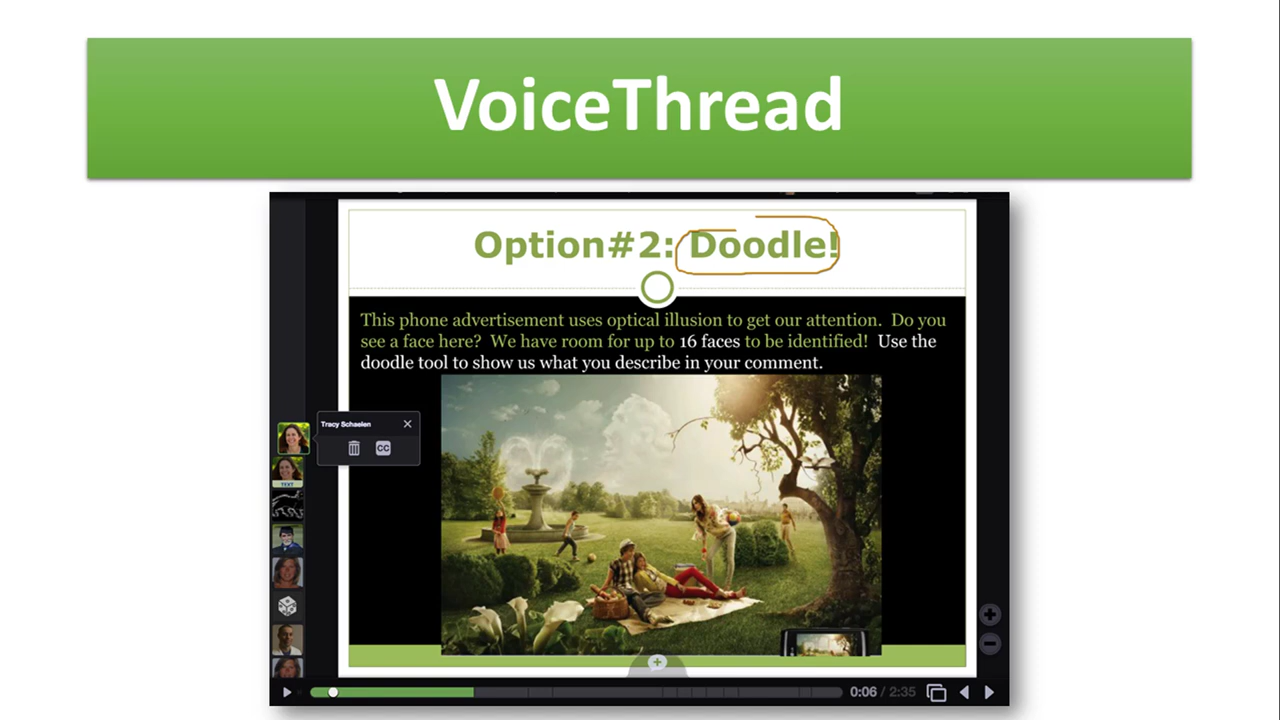 VoiceThread
Option#2: Doodle!
This phone advertisement uses optical illusion to get our attention.  Do you
see a face here?  We have room for up to 16 faces to be identified!  Use the
doodle tool to show us what you describe in your comment.
Tracy Schaelen
CC
TEXT
0:06 / 2:35